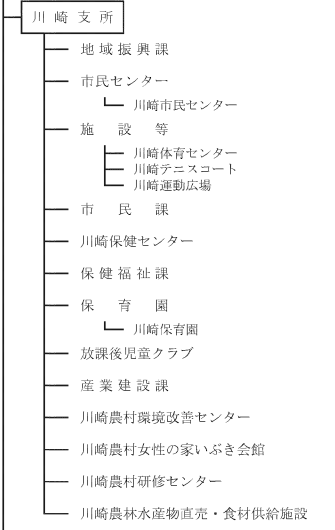 川崎支所
地域振興課
市民センター
川崎市民センター
施設等
川崎体育センター
川崎テニスコート
川崎運動広場
市民課
川崎保健センター
保健福祉課
保育園
川崎保育園
放課後児童クラブ
産業建設課
川崎農村環境改善センター
川崎農村女性の家いぶき会館
川崎農村研修センター
川崎農林水産物直売・食材供給施設